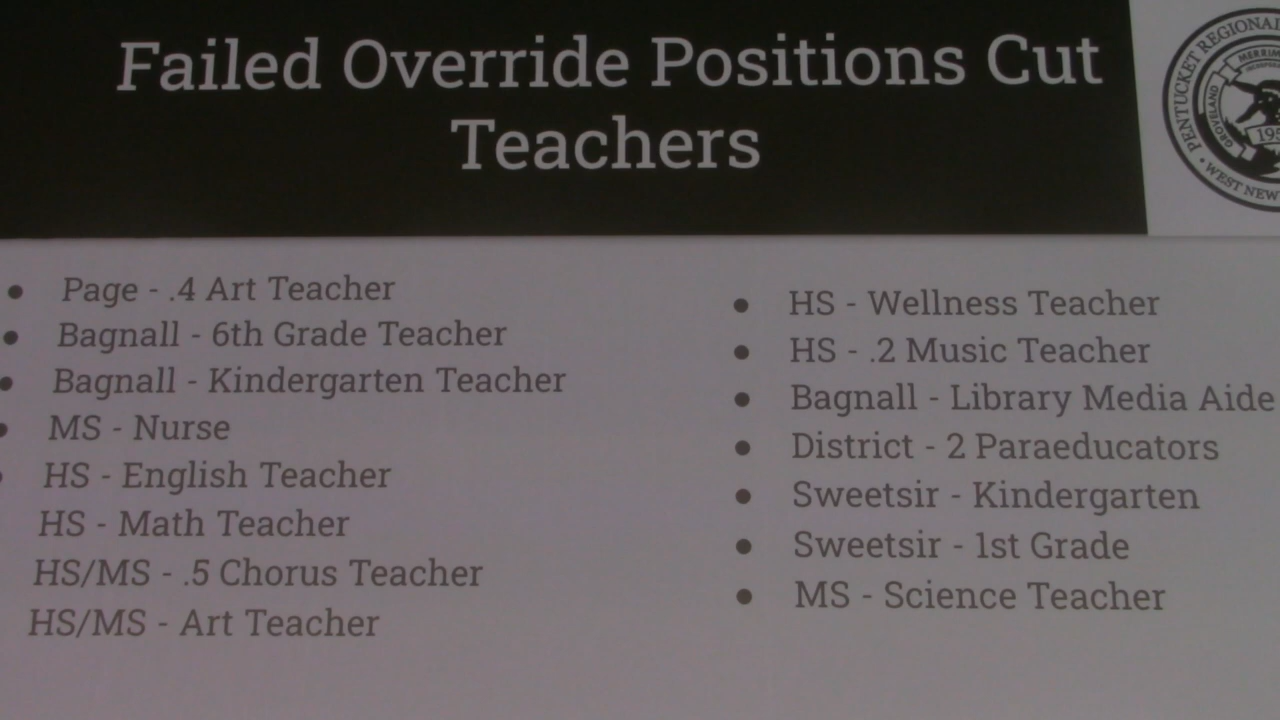 Failed Override Positions Cut
Teachers
PENTUCKET REGIONAL
GROVELAND
WEST NEW
• Page - .4 Art Teacher
• Bagnall - 6th Grade Teacher
• Bagnall - Kindergarten Teacher
• MS - Nurse
• HS - English Teacher
HS - Math Teacher
HS/MS - .5 Chorus Teacher
HS/MS - Art Teacher
• HS - Wellness Teacher
• HS - .2 Music Teacher
• Bagnall - Library Media Aide
• District - 2 Paraeducators
• Sweetsir - Kindergarten
• Sweetsir - 1st Grade
• MS - Science Teacher